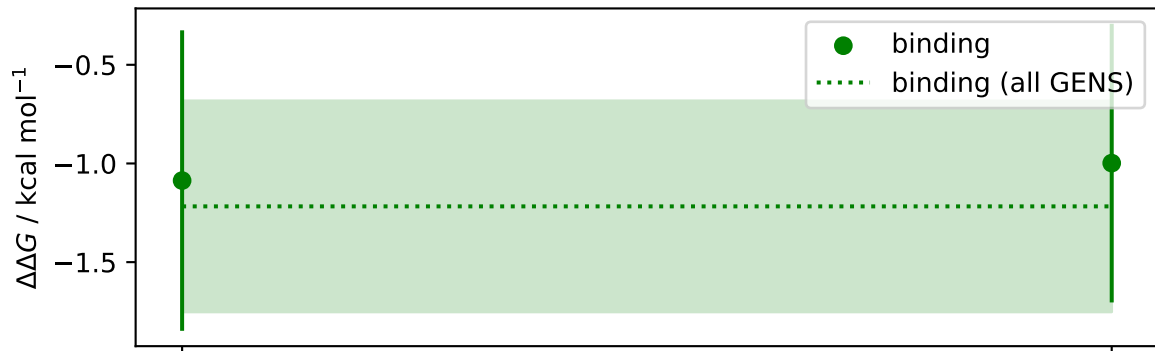 binding
binding (all GENS)
−0.5
−1.0
−1.5
ΔΔG / kcal mol⁻¹